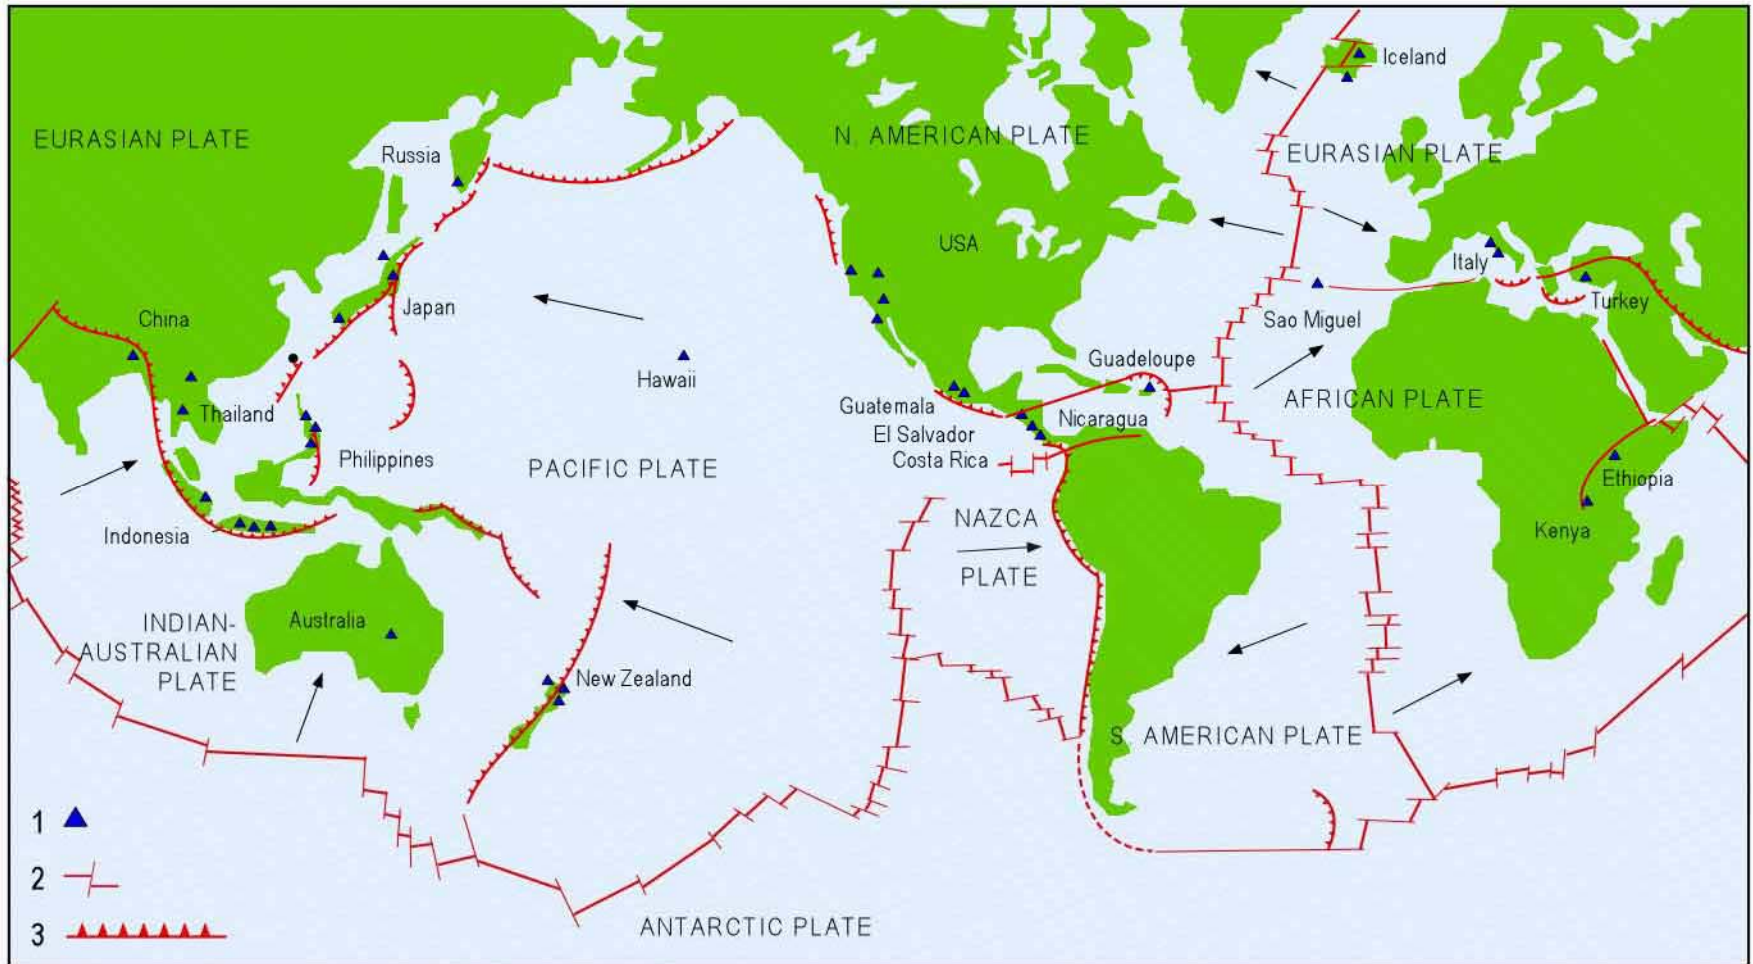 Iceland
EURASIAN PLATE
N. AMERICAN PLATE
Russia
EURASIAN PLATE
USA
Italy
Turkey
China
Japan
Sao Miguel
Hawaii
Guadeloupe
AFRICAN PLATE
Thailand
Guatemala
Nicaragua
El Salvador
Costa Rica
Philippines
PACIFIC PLATE
Ethiopia
Indonesia
NAZCA
PLATE
Kenya
INDIAN-
AUSTRALIAN
PLATE
Australia
New Zealand
S. AMERICAN PLATE
1
2
3
ANTARCTIC PLATE